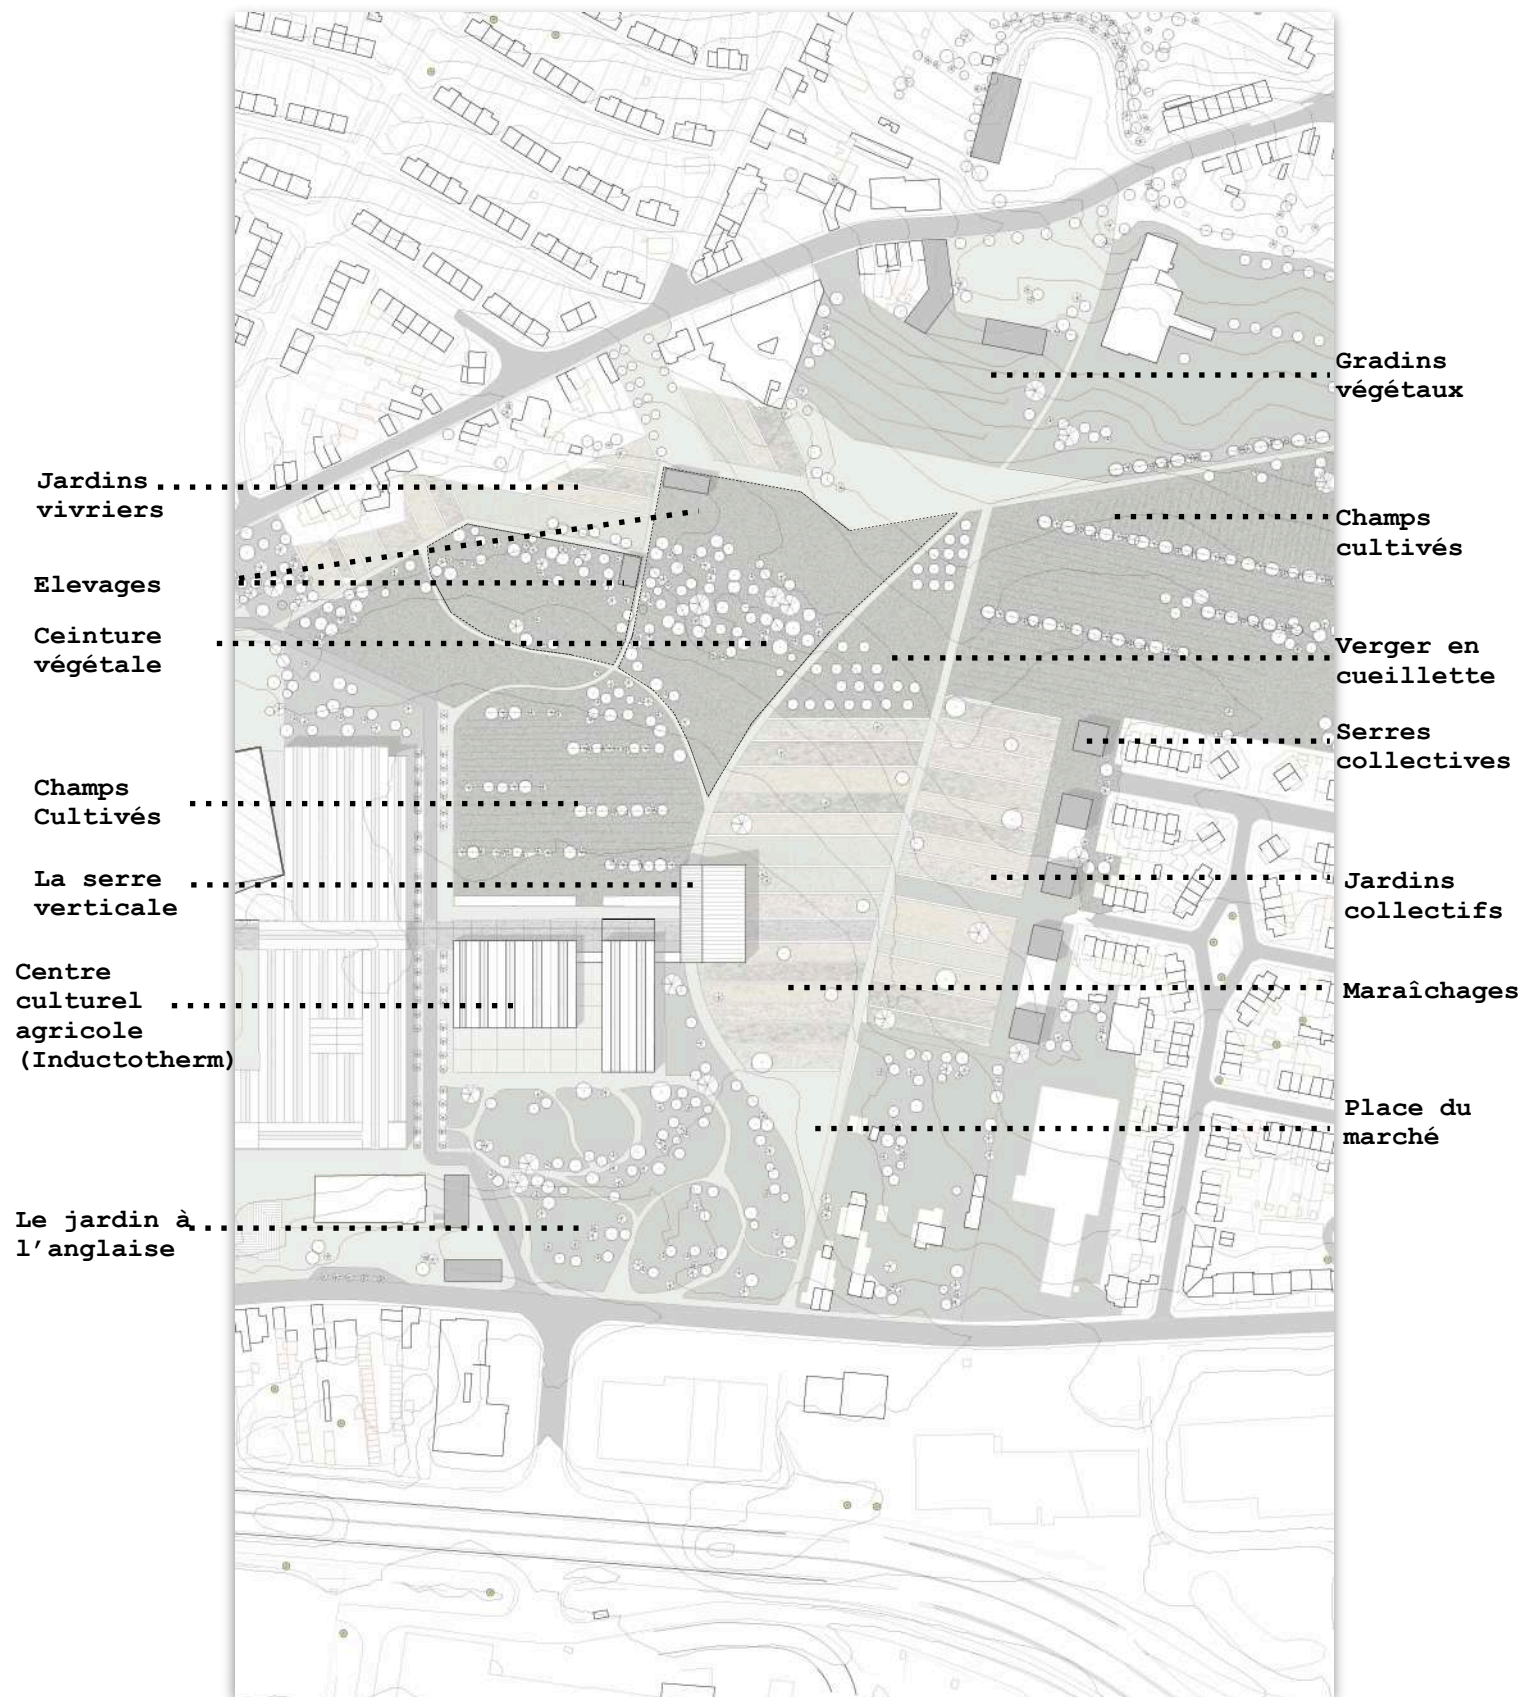 Jardins
vivriers
Elevages
Ceinture
végétale
Champs
Cultivés
La serre
verticale
Centre
culturel
agricole
(Inductotherm)
Le jardin à
l'anglaise
Gradins
végétaux
Champs
cultivés
Verger en
cueillette
Serres
collectives
Jardins
collectifs
Maraîchages
Place du
marché